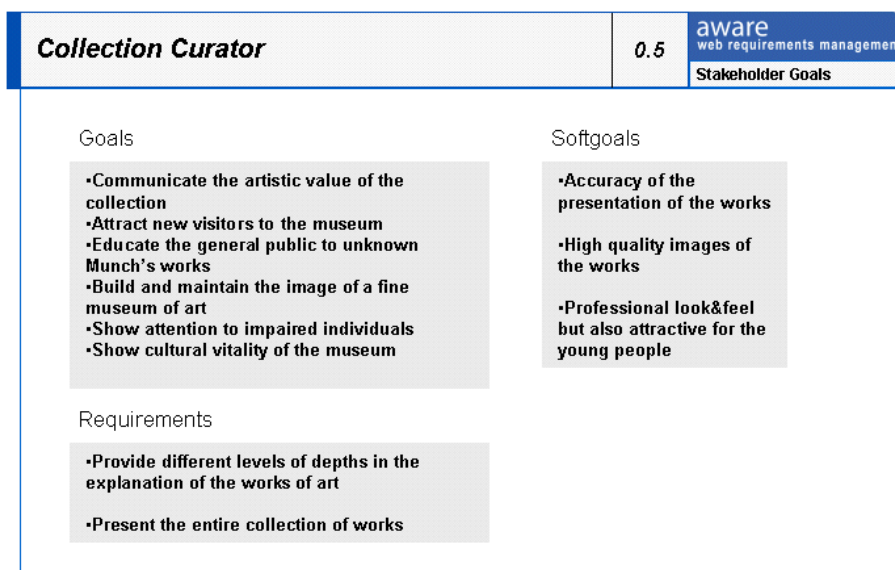 Collection Curator
0.5
aware
web requirements managemen
Stakeholder Goals
Goals
▪Communicate the artistic value of the
collection
▪Attract new visitors to the museum
▪Educate the general public to unknown
Munch's works
▪Build and maintain the image of a fine
museum of art
▪Show attention to impaired individuals
▪Show cultural vitality of the museum
Softgoals
▪Accuracy of the
presentation of the works
▪High quality images of
the works
▪Professional look&feel
but also attractive for the
young people
Requirements
▪Provide different levels of depths in the
explanation of the works of art
▪Present the entire collection of works